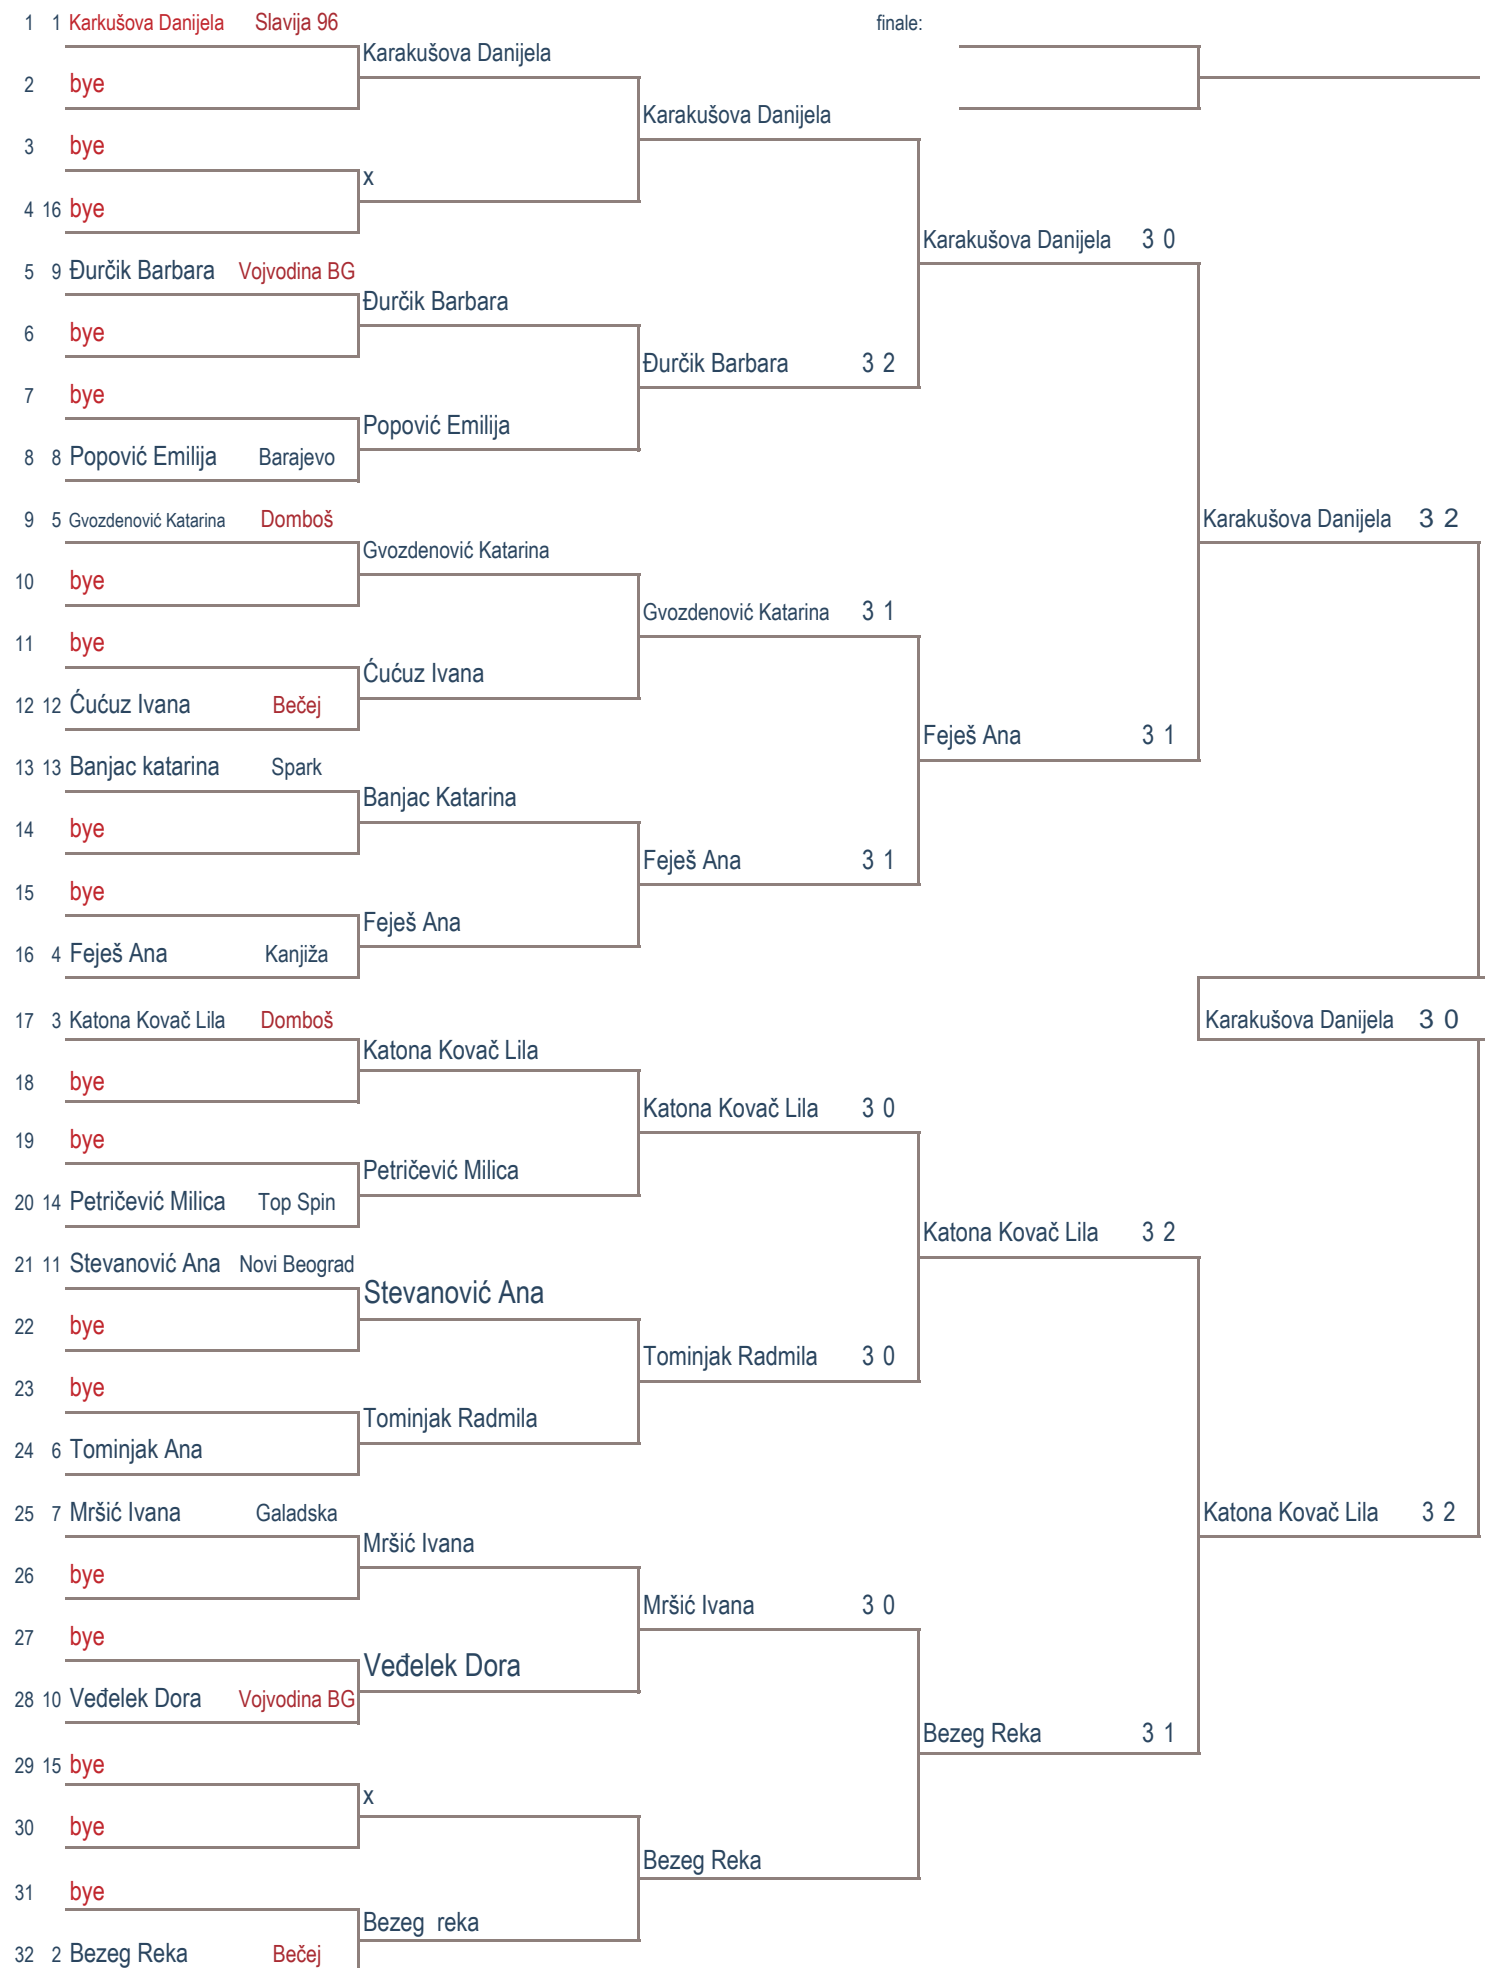 1 1 Karkušova Danijela Slavija 96 finale:
Karakušova Danijela
2 bye
Karakušova Danijela
3 bye
x
4 16 bye
Karakušova Danijela 3 0
5 9 Đurčik Barbara Vojvodina BG
Đurčik Barbara
6 bye
Đurčik Barbara 3 2
7 bye
Popović Emilija
8 8 Popović Emilija Barajevo
9 5 Gvozdenović Katarina Domboš Karakušova Danijela 3 2
Gvozdenović Katarina
10 bye
Gvozdenović Katarina 3 1
11 bye
Ćućuz Ivana
12 12 Ćućuz Ivana Bečej
Feješ Ana 3 1
13 13 Banjac katarina Spark
Banjac Katarina
14 bye
Feješ Ana 3 1
15 bye
Feješ Ana
16 4 Feješ Ana Kanjiža
17 3 Katona Kovač Lila Domboš Karakušova Danijela 3 0
Katona Kovač Lila
18 bye
Katona Kovač Lila 3 0
19 bye
Petričević Milica
20 14 Petričević Milica Top Spin
Katona Kovač Lila 3 2
21 11 Stevanović Ana Novi Beograd
Stevanović Ana
22 bye
Tominjak Radmila 3 0
23 bye
Tominjak Radmila
24 6 Tominjak Ana
25 7 Mršić Ivana Galadska Katona Kovač Lila 3 2
Mršić Ivana
26 bye
Mršić Ivana 3 0
27 bye
Veđelek Dora
28 10 Veđelek Dora Vojvodina BG
Bezeg Reka 3 1
29 15 bye
x
30 bye
Bezeg Reka
31 bye
Bezeg reka
32 2 Bezeg Reka Bečej